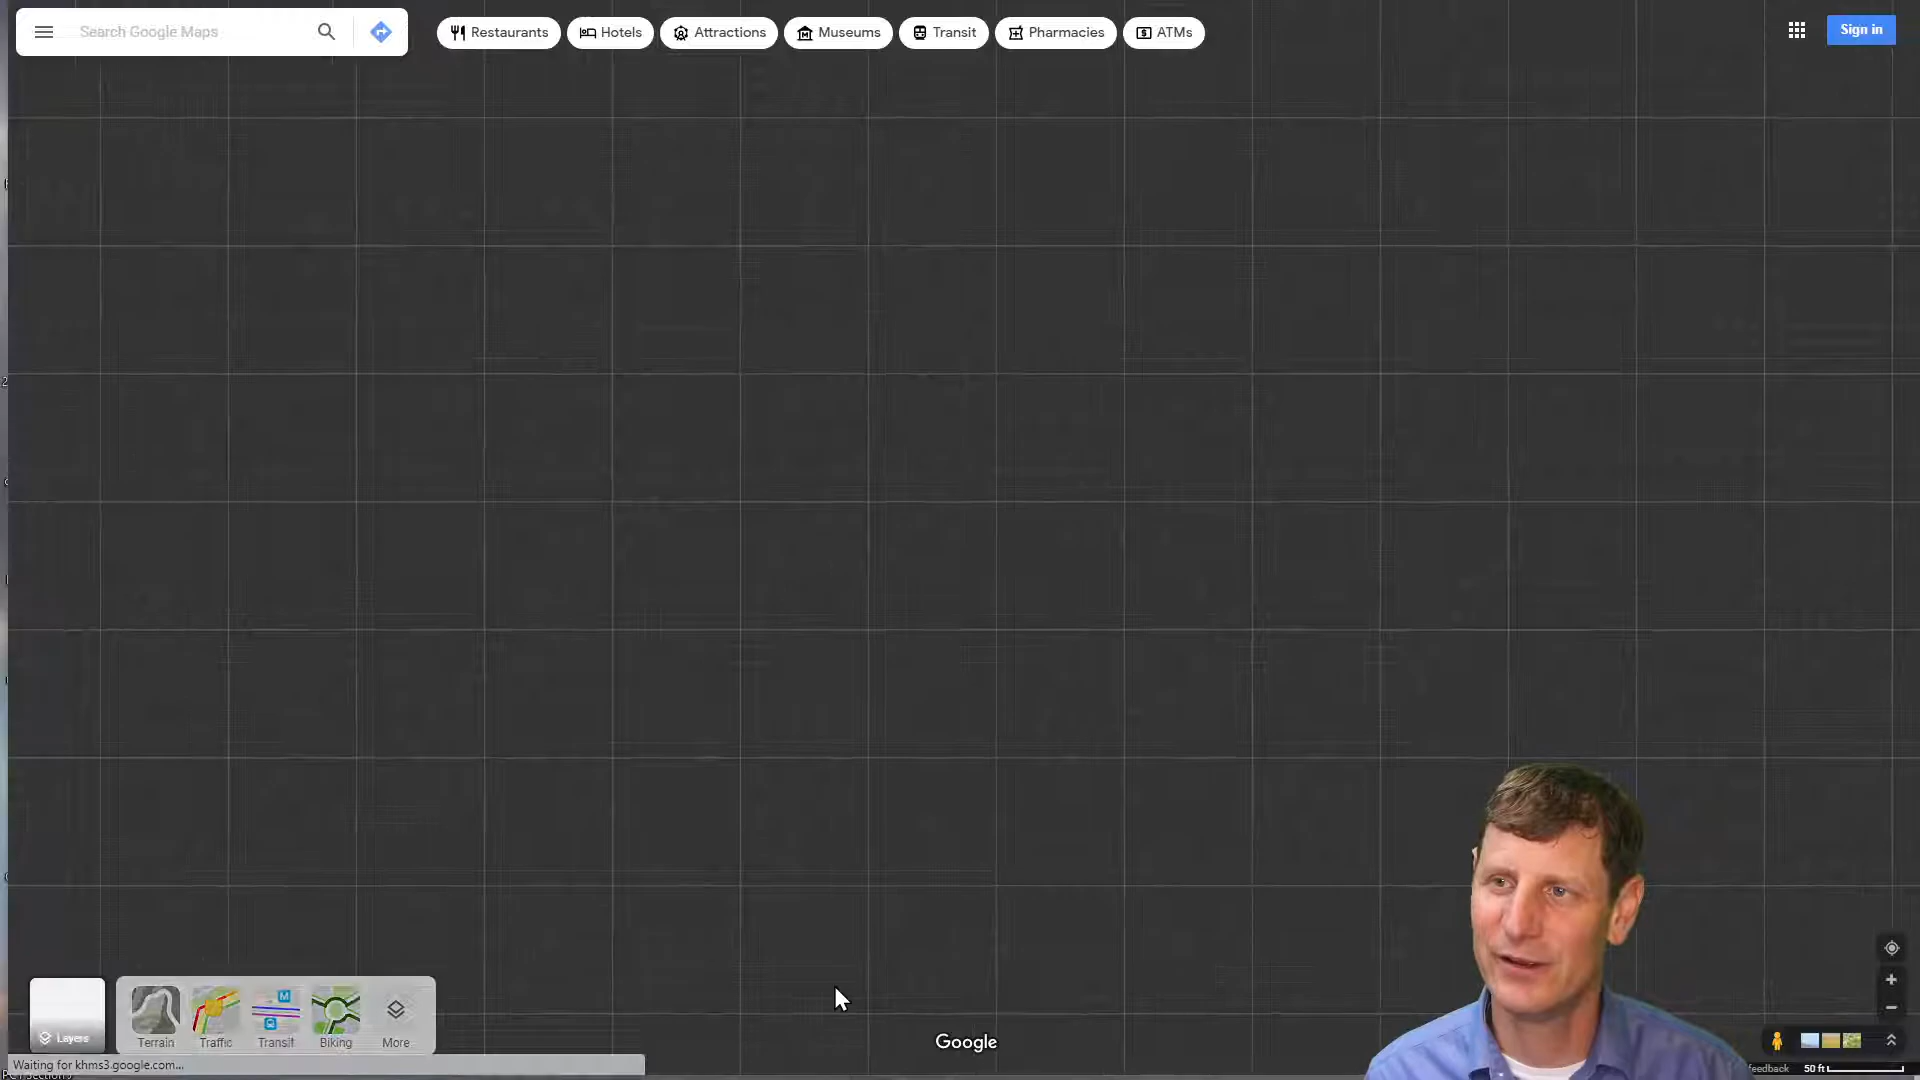 Search Google Maps
Restaurants
Hotels
Attractions
Museums
Transit
Pharmacies
ATMs
Sign in
Layers
Terrain
Traffic
Transit
Biking
More
Google
feedback
50 ft
Waiting for khms3.google.com...